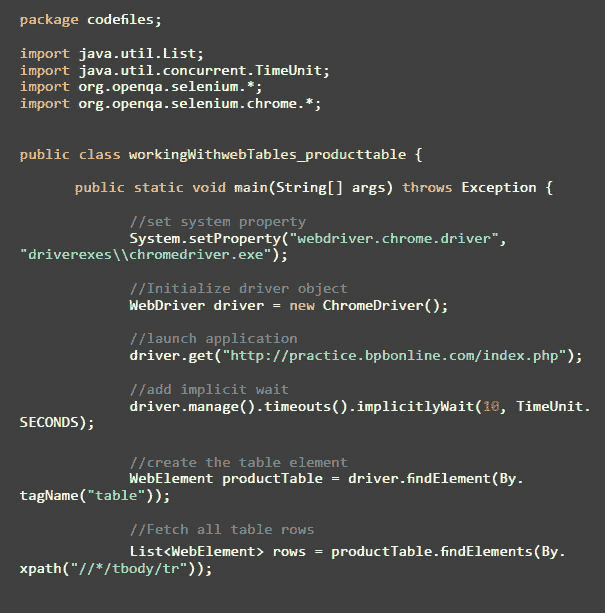 package codefiles;
import java.util.List;
import java.util.concurrent.TimeUnit;
import org.openqa.selenium.*;
import org.openqa.selenium.chrome.*;
public class workingWithwebTables_producttable {
public static void main(String[] args) throws Exception {
//set system property
System.setProperty("webdriver.chrome.driver",
"driverexes\\chromedriver.exe");
//Initialize driver object
WebDriver driver = new ChromeDriver();
//launch application
driver.get("http://practice.bpbonline.com/index.php");
//add implicit wait
driver.manage().timeouts().implicitlyWait(10, TimeUnit.
SECONDS);
//create the table element
WebElement productTable = driver.findElement(By.
tagName("table"));
//Fetch all table rows
List<WebElement> rows = productTable.findElements(By.
xpath("//*/tbody/tr"));